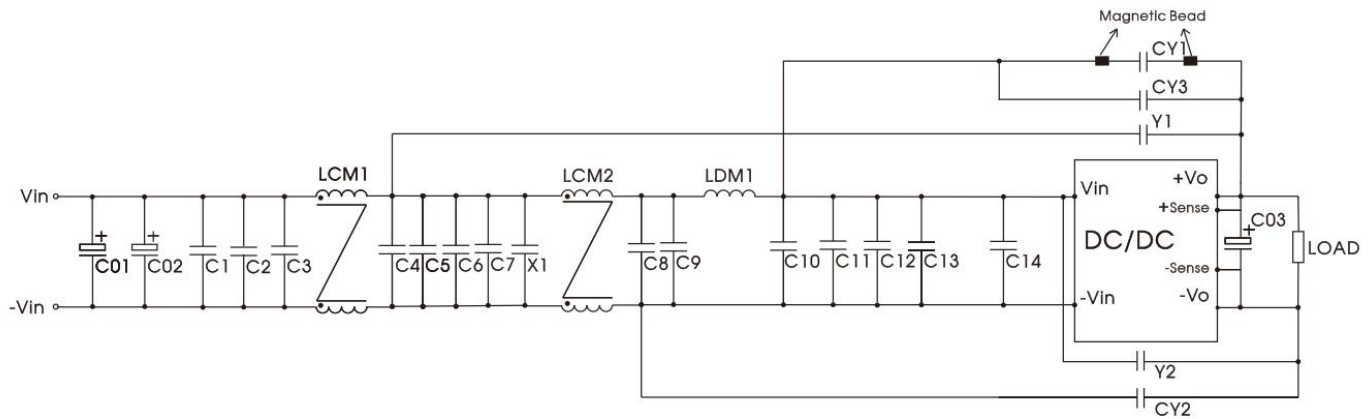 Magnetic Bead
CY1
CY3
Y1
LCM1
LCM2
LDM1
Vin
Vin
+Vo
+Sense
+
+
+
C03
DC/DC
LOAD
C01
C02
C1
C2
C3
C4
C5
C6
C7
X1
C8
C9
C10
C11
C12
C13
C14
-Sense
-Vin
-Vin
-Vo
Y2
CY2